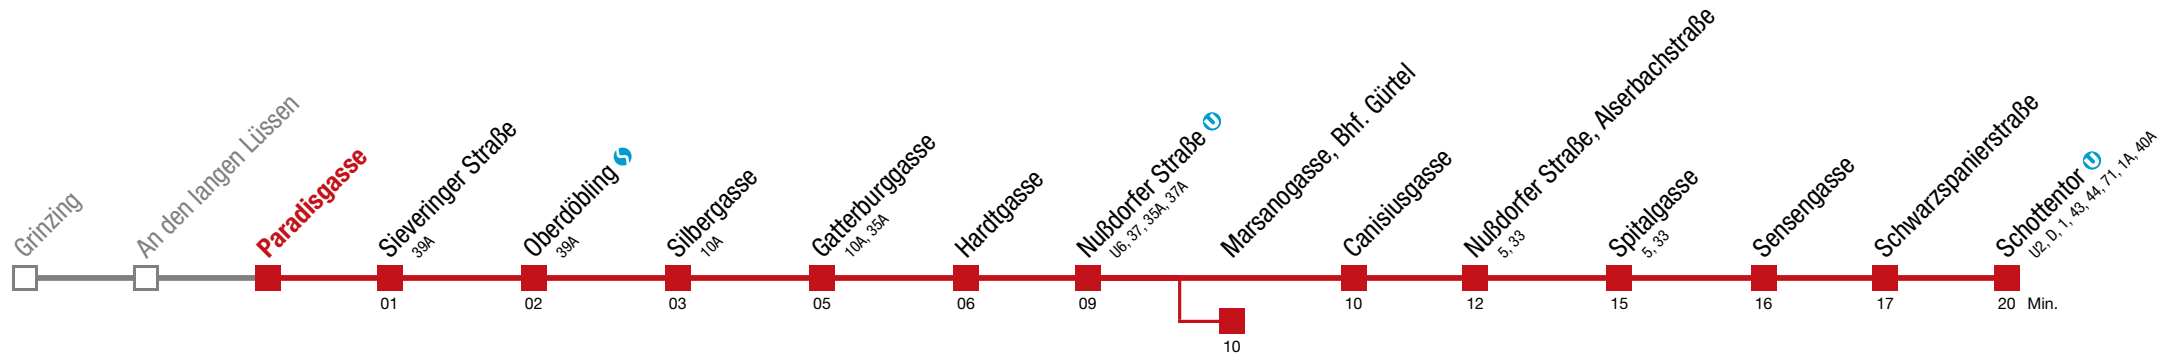 Grinzing
An den langen Lüssen
Paradisgasse
Sieveringer Straße
39A
01
Oberdöbling
39A
02
Silbergasse
10A
03
Gatterburggasse
10A, 35A
05
Hardtgasse
06
Nußdorfer Straße U
U6, 37, 35A, 37A
09
Marsanogasse, Bhf. Gürtel
10
Canisiusgasse
10
Nußdorfer Straße, Alserbachstraße
5, 33
12
Spitalgasse
5, 33
15
Sensengasse
16
Schwarzspanierstraße
17
Schottentor U
U2, D, 1, 43, 44, 71, 1A, 40A
20 Min.